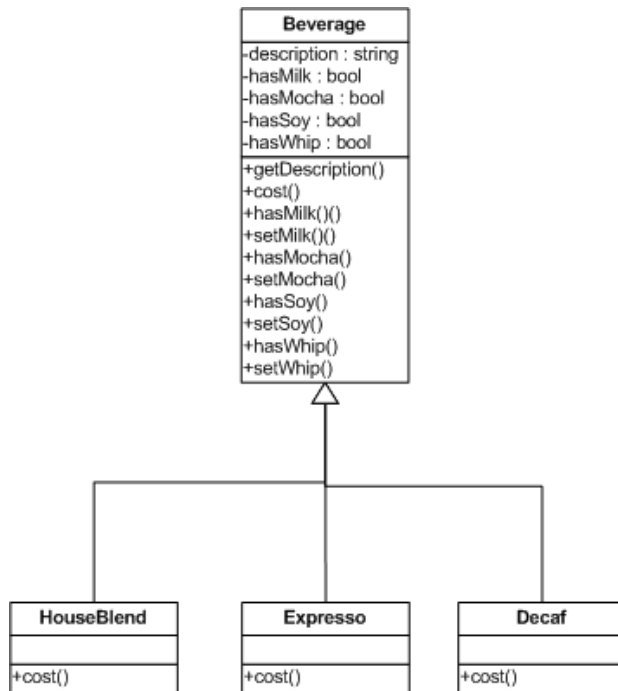 Beverage
-description : string
-hasMilk : bool
-hasMocha : bool
-hasSoy : bool
-hasWhip : bool
+getDescription()
+cost()
+hasMilk()()
+setMilk()()
+hasMocha()
+setMocha()
+hasSoy()
+setSoy()
+hasWhip()
+setWhip()
HouseBlend
+cost()
Expresso
+cost()
Decaf
+cost()